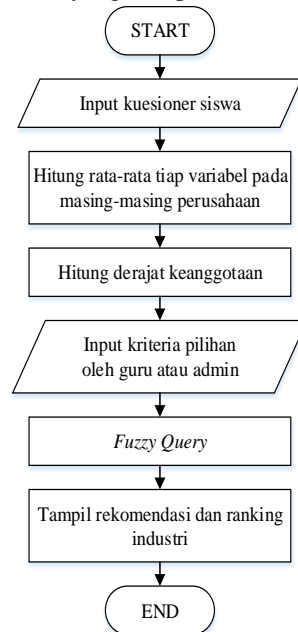 START
Input kuesioner siswa
Hitung rata-rata tiap variabel pada
masing-masing perusahaan
Hitung derajat keanggotaan
Input kriteria pilihan
oleh guru atau admin
Fuzzy Query
Tampil rekomendasi dan ranking
industri
END